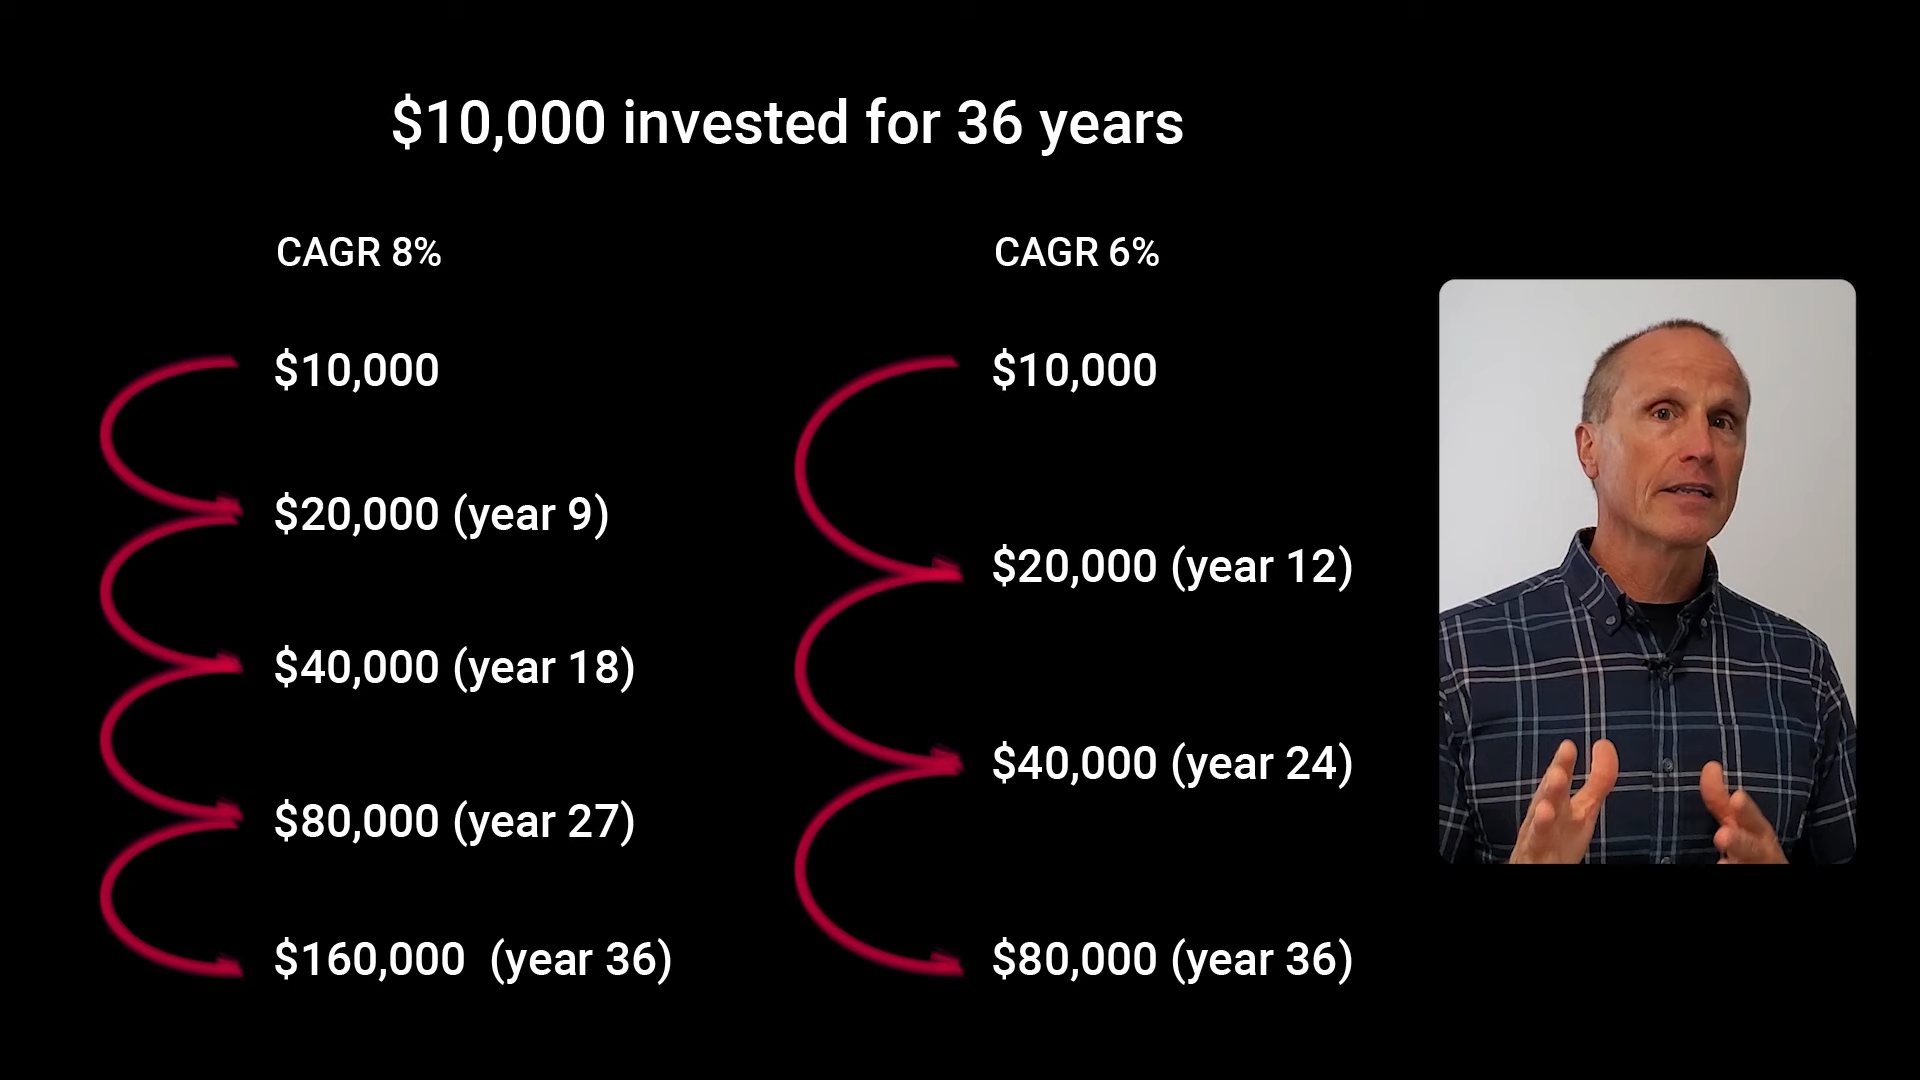 $10,000 invested for 36 years
CAGR 8%
$10,000
$20,000 (year 9)
$40,000 (year 18)
$80,000 (year 27)
$160,000 (year 36)
CAGR 6%
$10,000
$20,000 (year 12)
$40,000 (year 24)
$80,000 (year 36)